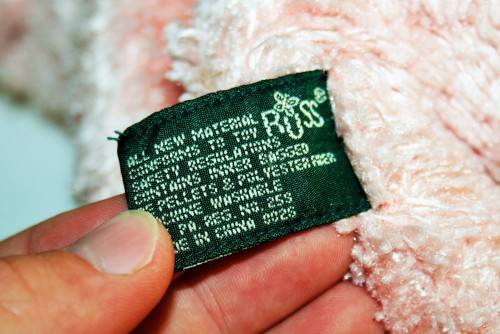 RUSS®
ALL NEW MATERIAL
CONFORMS TO TOY
SAFETY REGULATIONS
CONTAINS INNER BAGGED
PELLETS & POLYESTER FIBER
WASHABLE
PA. REG. NO 253
IN CHINA 0025